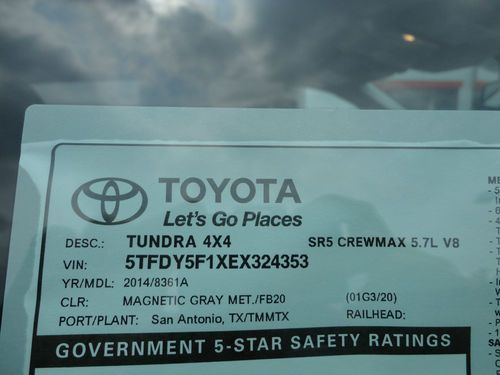 TOYOTA
Let's Go Places
DESC.: TUNDRA 4X4 SR5 CREWMAX 5.7L V8
VIN: 5TFDY5F1XEX324353
YR/MDL: 2014/8361A
CLR: MAGNETIC GRAY MET./FB20 (01G3/20)
PORT/PLANT: San Antonio, TX/TMMTX RAILHEAD:
GOVERNMENT 5-STAR SAFETY RATINGS